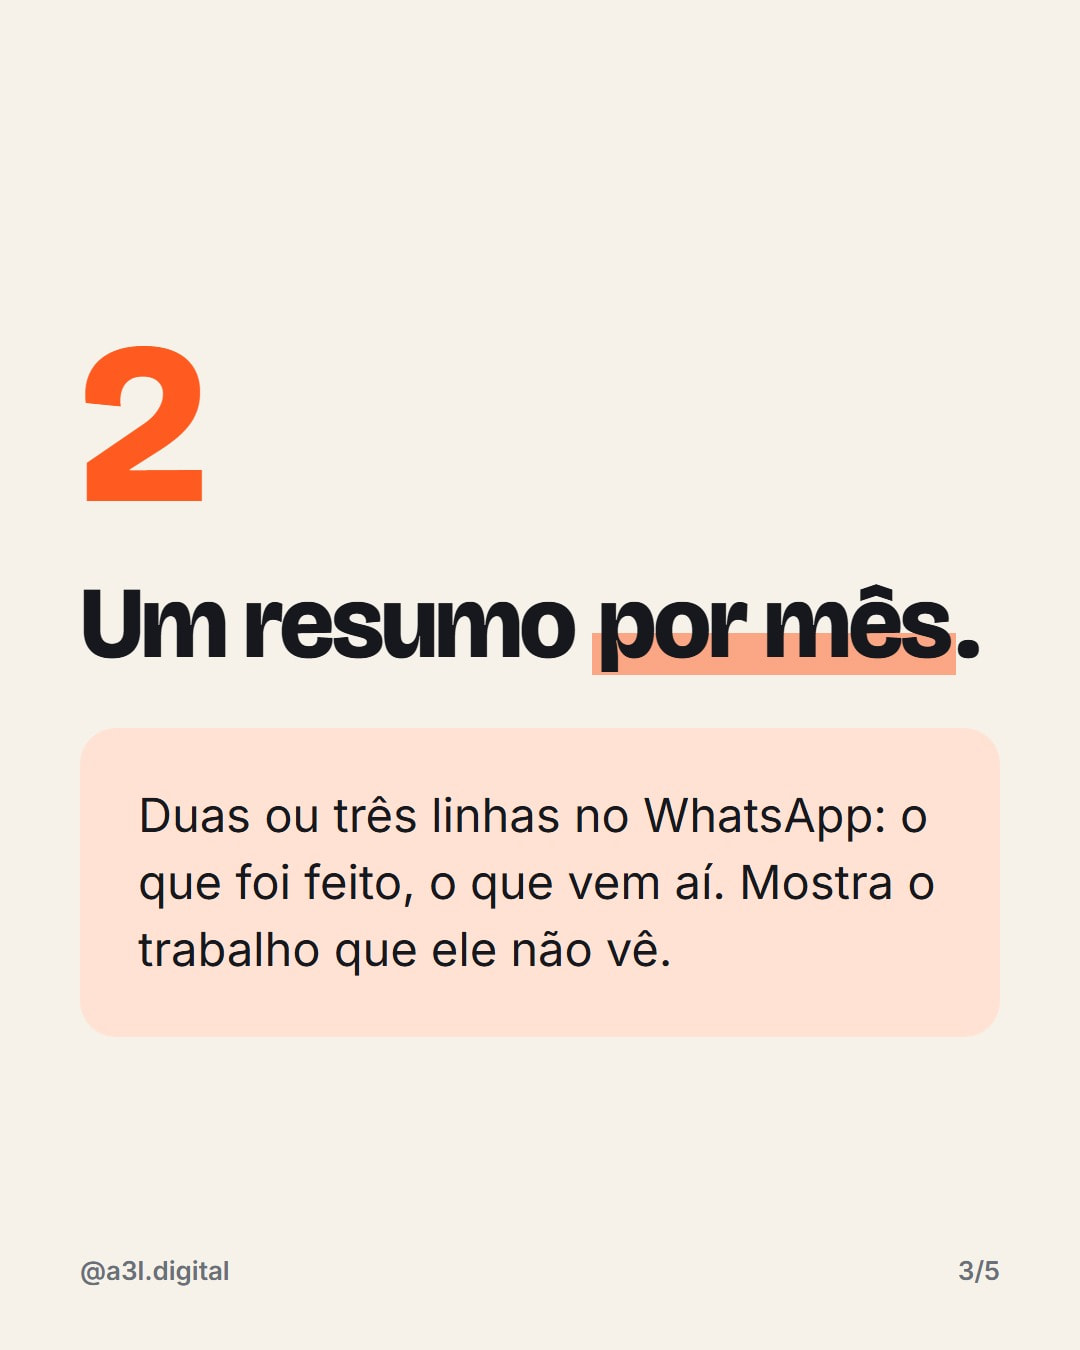 2
Um resumo por mês.
Duas ou três linhas no WhatsApp: o
que foi feito, o que vem aí. Mostra o
trabalho que ele não vê.
@a3l.digital
3/5